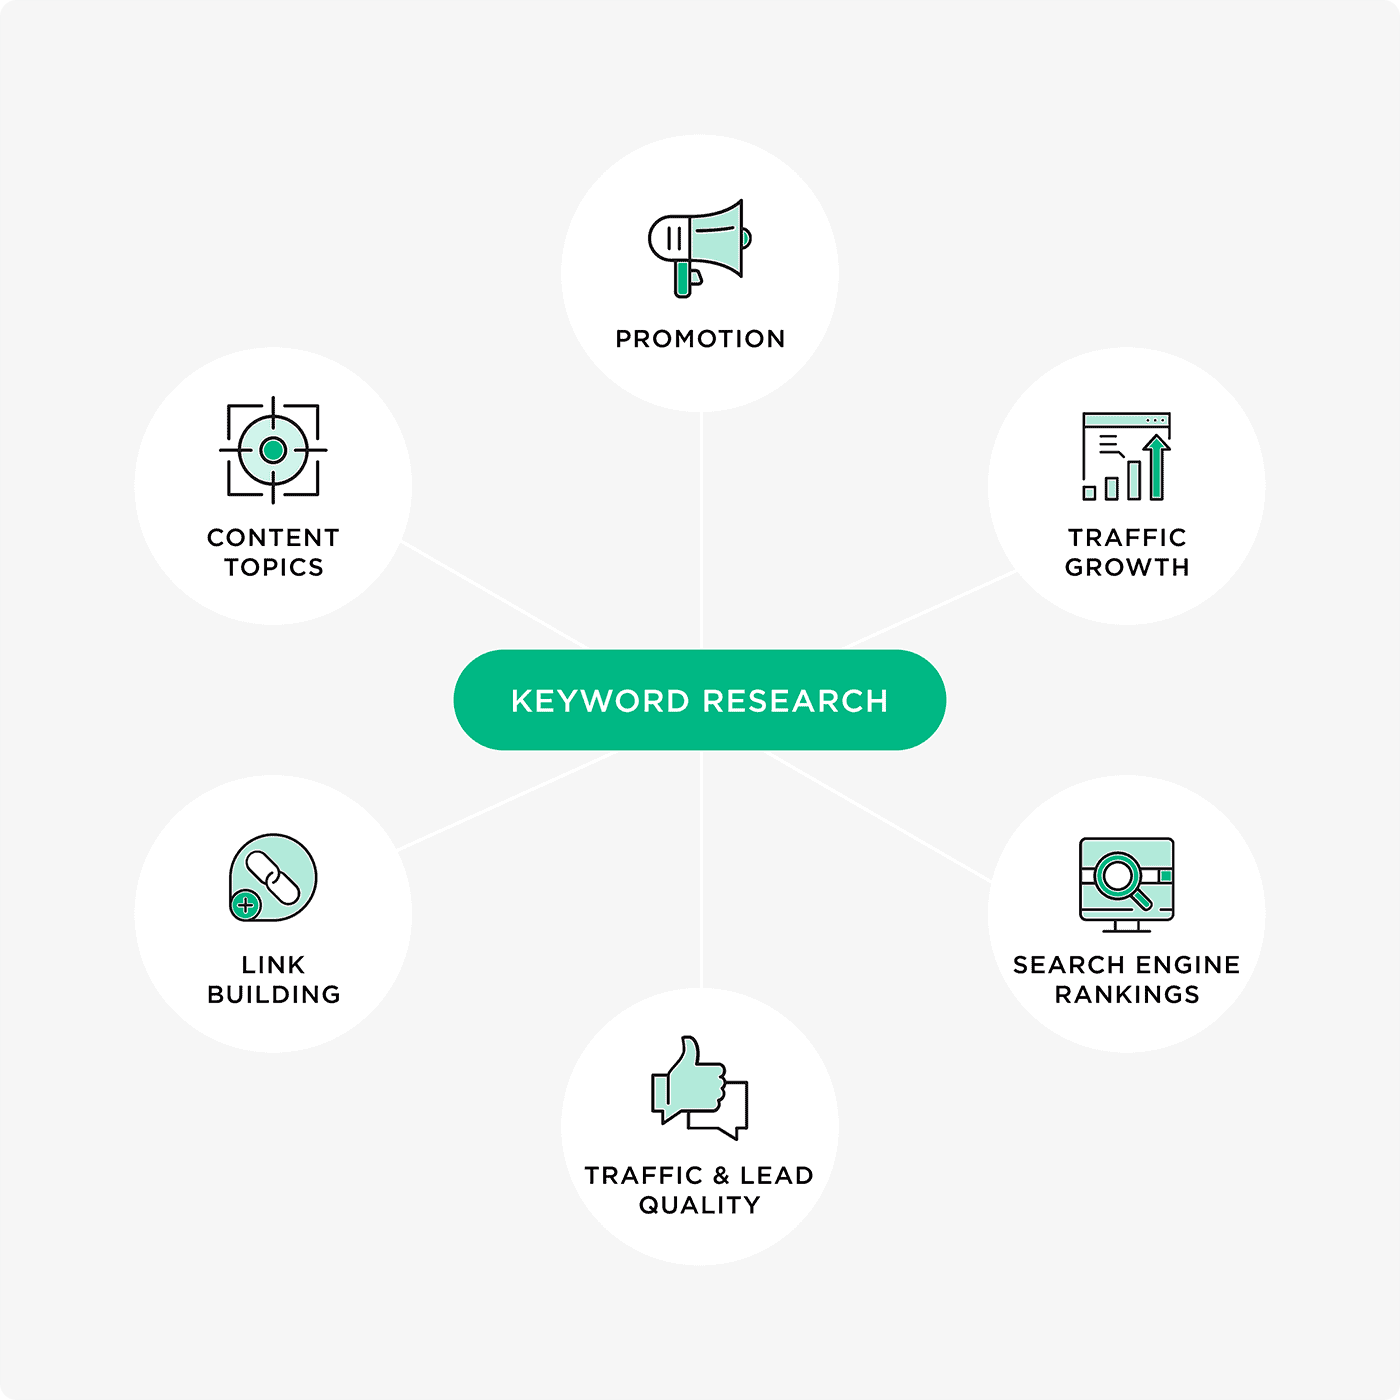 PROMOTION
CONTENT
TOPICS
TRAFFIC
GROWTH
KEYWORD RESEARCH
LINK
BUILDING
SEARCH ENGINE
RANKINGS
TRAFFIC & LEAD
QUALITY